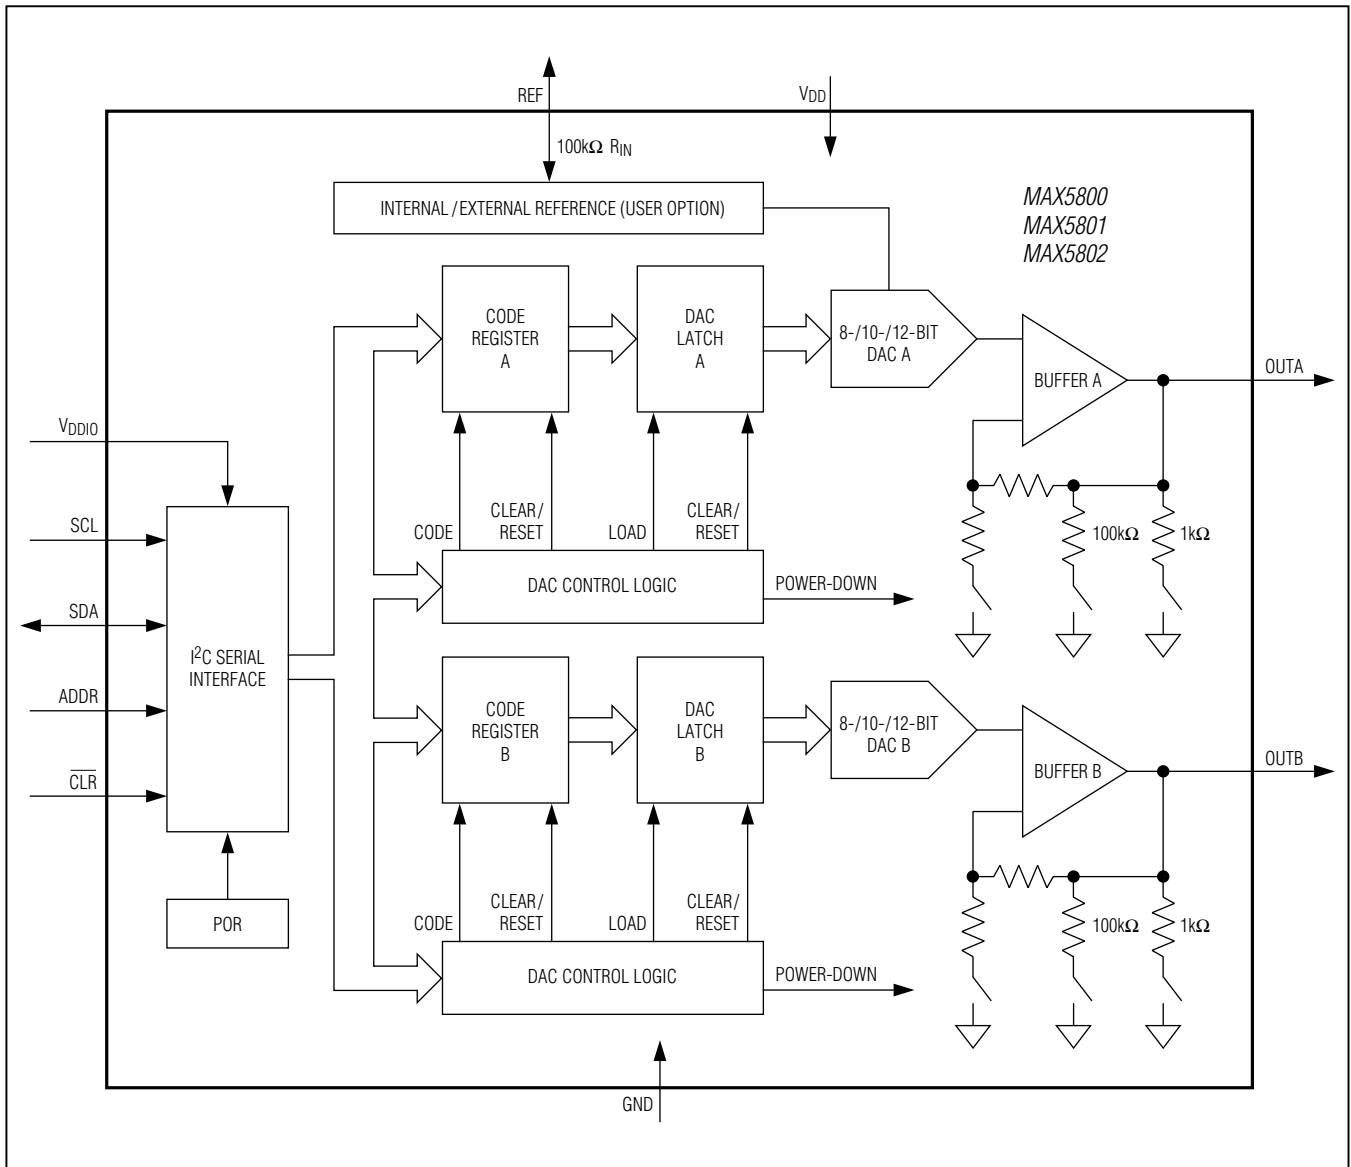 REF
VDD
100kΩ RIN
INTERNAL/EXTERNAL REFERENCE (USER OPTION)
MAX5800
MAX5801
MAX5802
CODE
REGISTER
A
DAC
LATCH
A
8-/10-/12-BIT
DAC A
BUFFER A
OUTA
VDDIO
SCL
SDA
ADDR
CLR
I2C SERIAL
INTERFACE
POR
CODE
CLEAR/
RESET
LOAD
CLEAR/
RESET
100kΩ
1kΩ
DAC CONTROL LOGIC
POWER-DOWN
CODE
REGISTER
B
DAC
LATCH
B
8-/10-/12-BIT
DAC B
BUFFER B
OUTB
CODE
CLEAR/
RESET
LOAD
CLEAR/
RESET
100kΩ
1kΩ
DAC CONTROL LOGIC
POWER-DOWN
GND